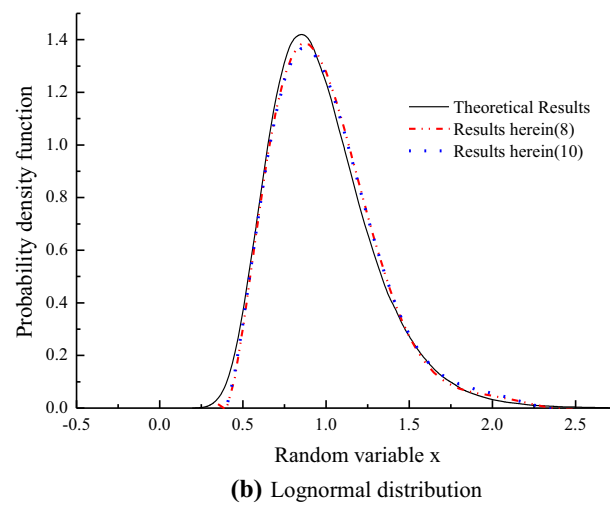 1.4
1.2
1.0
0.8
0.6
0.4
0.2
0.0
Probability density function
Theoretical Results
Results herein(8)
Results herein(10)
-0.5 0.0 0.5 1.0 1.5 2.0 2.5
Random variable x
(b) Lognormal distribution